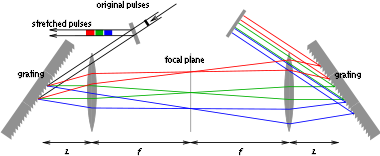 original pulses
stretched pulses
focal plane
grating
grating
L
f
f
L